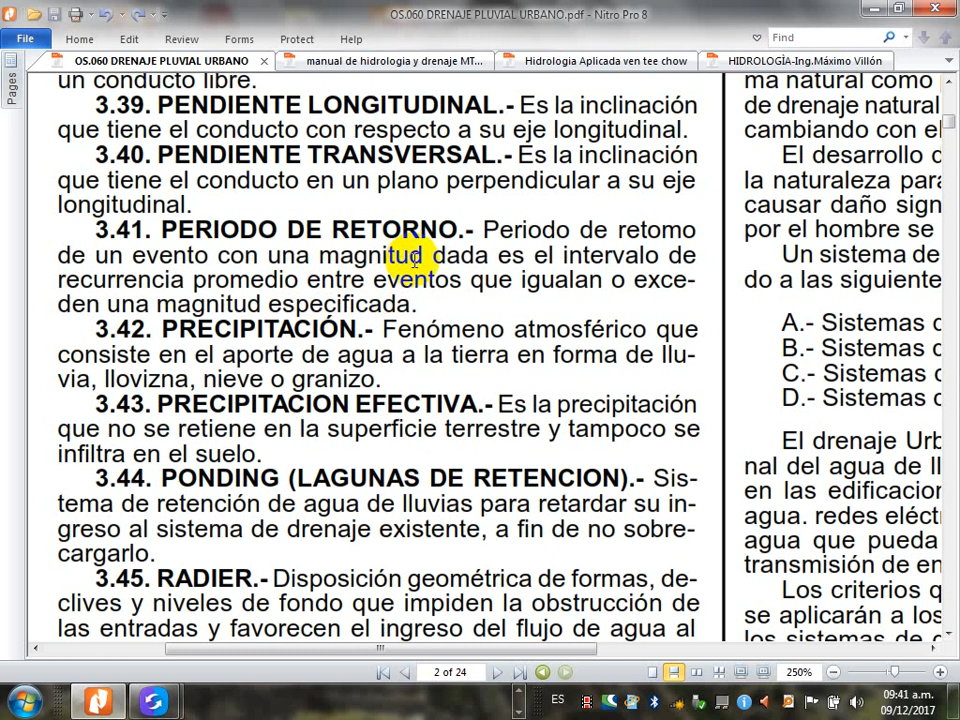 OS.060 DRENAJE PLUVIAL URBANO.pdf - Nitro Pro 8
File Home Edit Review Forms Protect Help Find
OS.060 DRENAJE PLUVIAL URBANO manual de hidrologia y drenaje MT... Hidrologia Aplicada ven tee chow HIDROLOGÍA-Ing.Máximo Villón
Pages
un conducto libre.
3.39. PENDIENTE LONGITUDINAL.- Es la inclinación
que tiene el conducto con respecto a su eje longitudinal.
3.40. PENDIENTE TRANSVERSAL.- Es la inclinación
que tiene el conducto en un plano perpendicular a su eje
longitudinal.
3.41. PERIODO DE RETORNO.- Periodo de retomo
de un evento con una magnitud dada es el intervalo de
recurrencia promedio entre eventos que igualan o exce-
den una magnitud especificada.
3.42. PRECIPITACIÓN.- Fenómeno atmosférico que
consiste en el aporte de agua a la tierra en forma de llu-
via, llovizna, nieve o granizo.
3.43. PRECIPITACION EFECTIVA.- Es la precipitación
que no se retiene en la superficie terrestre y tampoco se
infiltra en el suelo.
3.44. PONDING (LAGUNAS DE RETENCION).- Sis-
tema de retención de agua de lluvias para retardar su in-
greso al sistema de drenaje existente, a fin de no sobre-
cargarlo.
3.45. RADIER.- Disposición geométrica de formas, de-
clives y niveles de fondo que impiden la obstrucción de
las entradas y favorecen el ingreso del flujo de agua al
ma natural como
de drenaje natural
cambiando con el
El desarrollo
la naturaleza para
causar daño sign
por el hombre se
Un sistema de
do a las siguiente
A.- Sistemas
B.- Sistemas
C.- Sistemas
D.- Sistemas
El drenaje Urb
nal del agua de ll
en las edificacion
agua. redes eléct
agua que pueda
transmisión de en
Los criterios
se aplicarán a los
los sistemas de
2 of 24 250%
ES 09:41 a.m.
09/12/2017